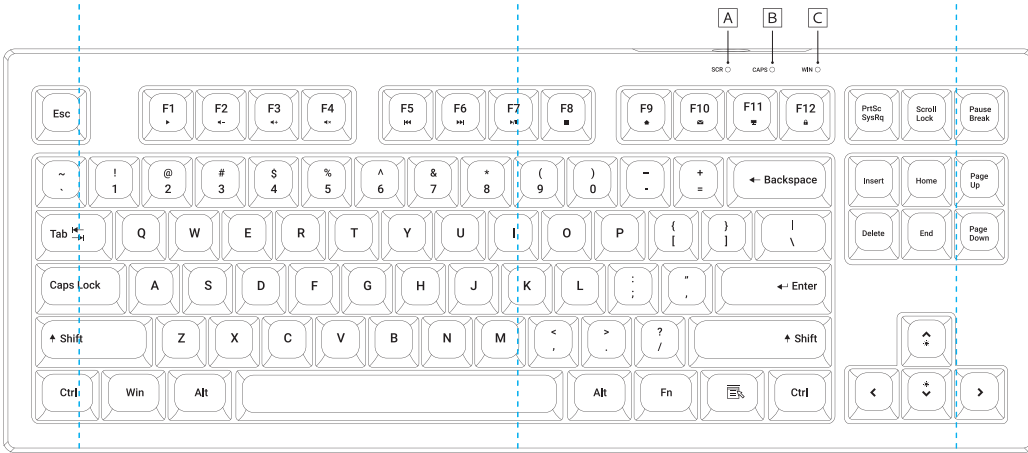 A B C
SCR CAPS WIN
Esc F1 F2 F3 F4 F5 F6 F7 F8 F9 F10 F11 F12 PrtSc Scroll Pause
SysRq Lock Break
~ ! @ # $ % ^ & * ( ) – +
` 1 2 3 4 5 6 7 8 9 0 - = ← Backspace Insert Home Page
Up
Tab Q W E R T Y U I O P { } |
[ ] \ Delete End Page
Down
Caps Lock A S D F G H J K L : "
; , ↵ Enter
Shift Z X C V B N M < > ? Shift
, . /
Ctrl Win Alt Alt Fn Ctrl